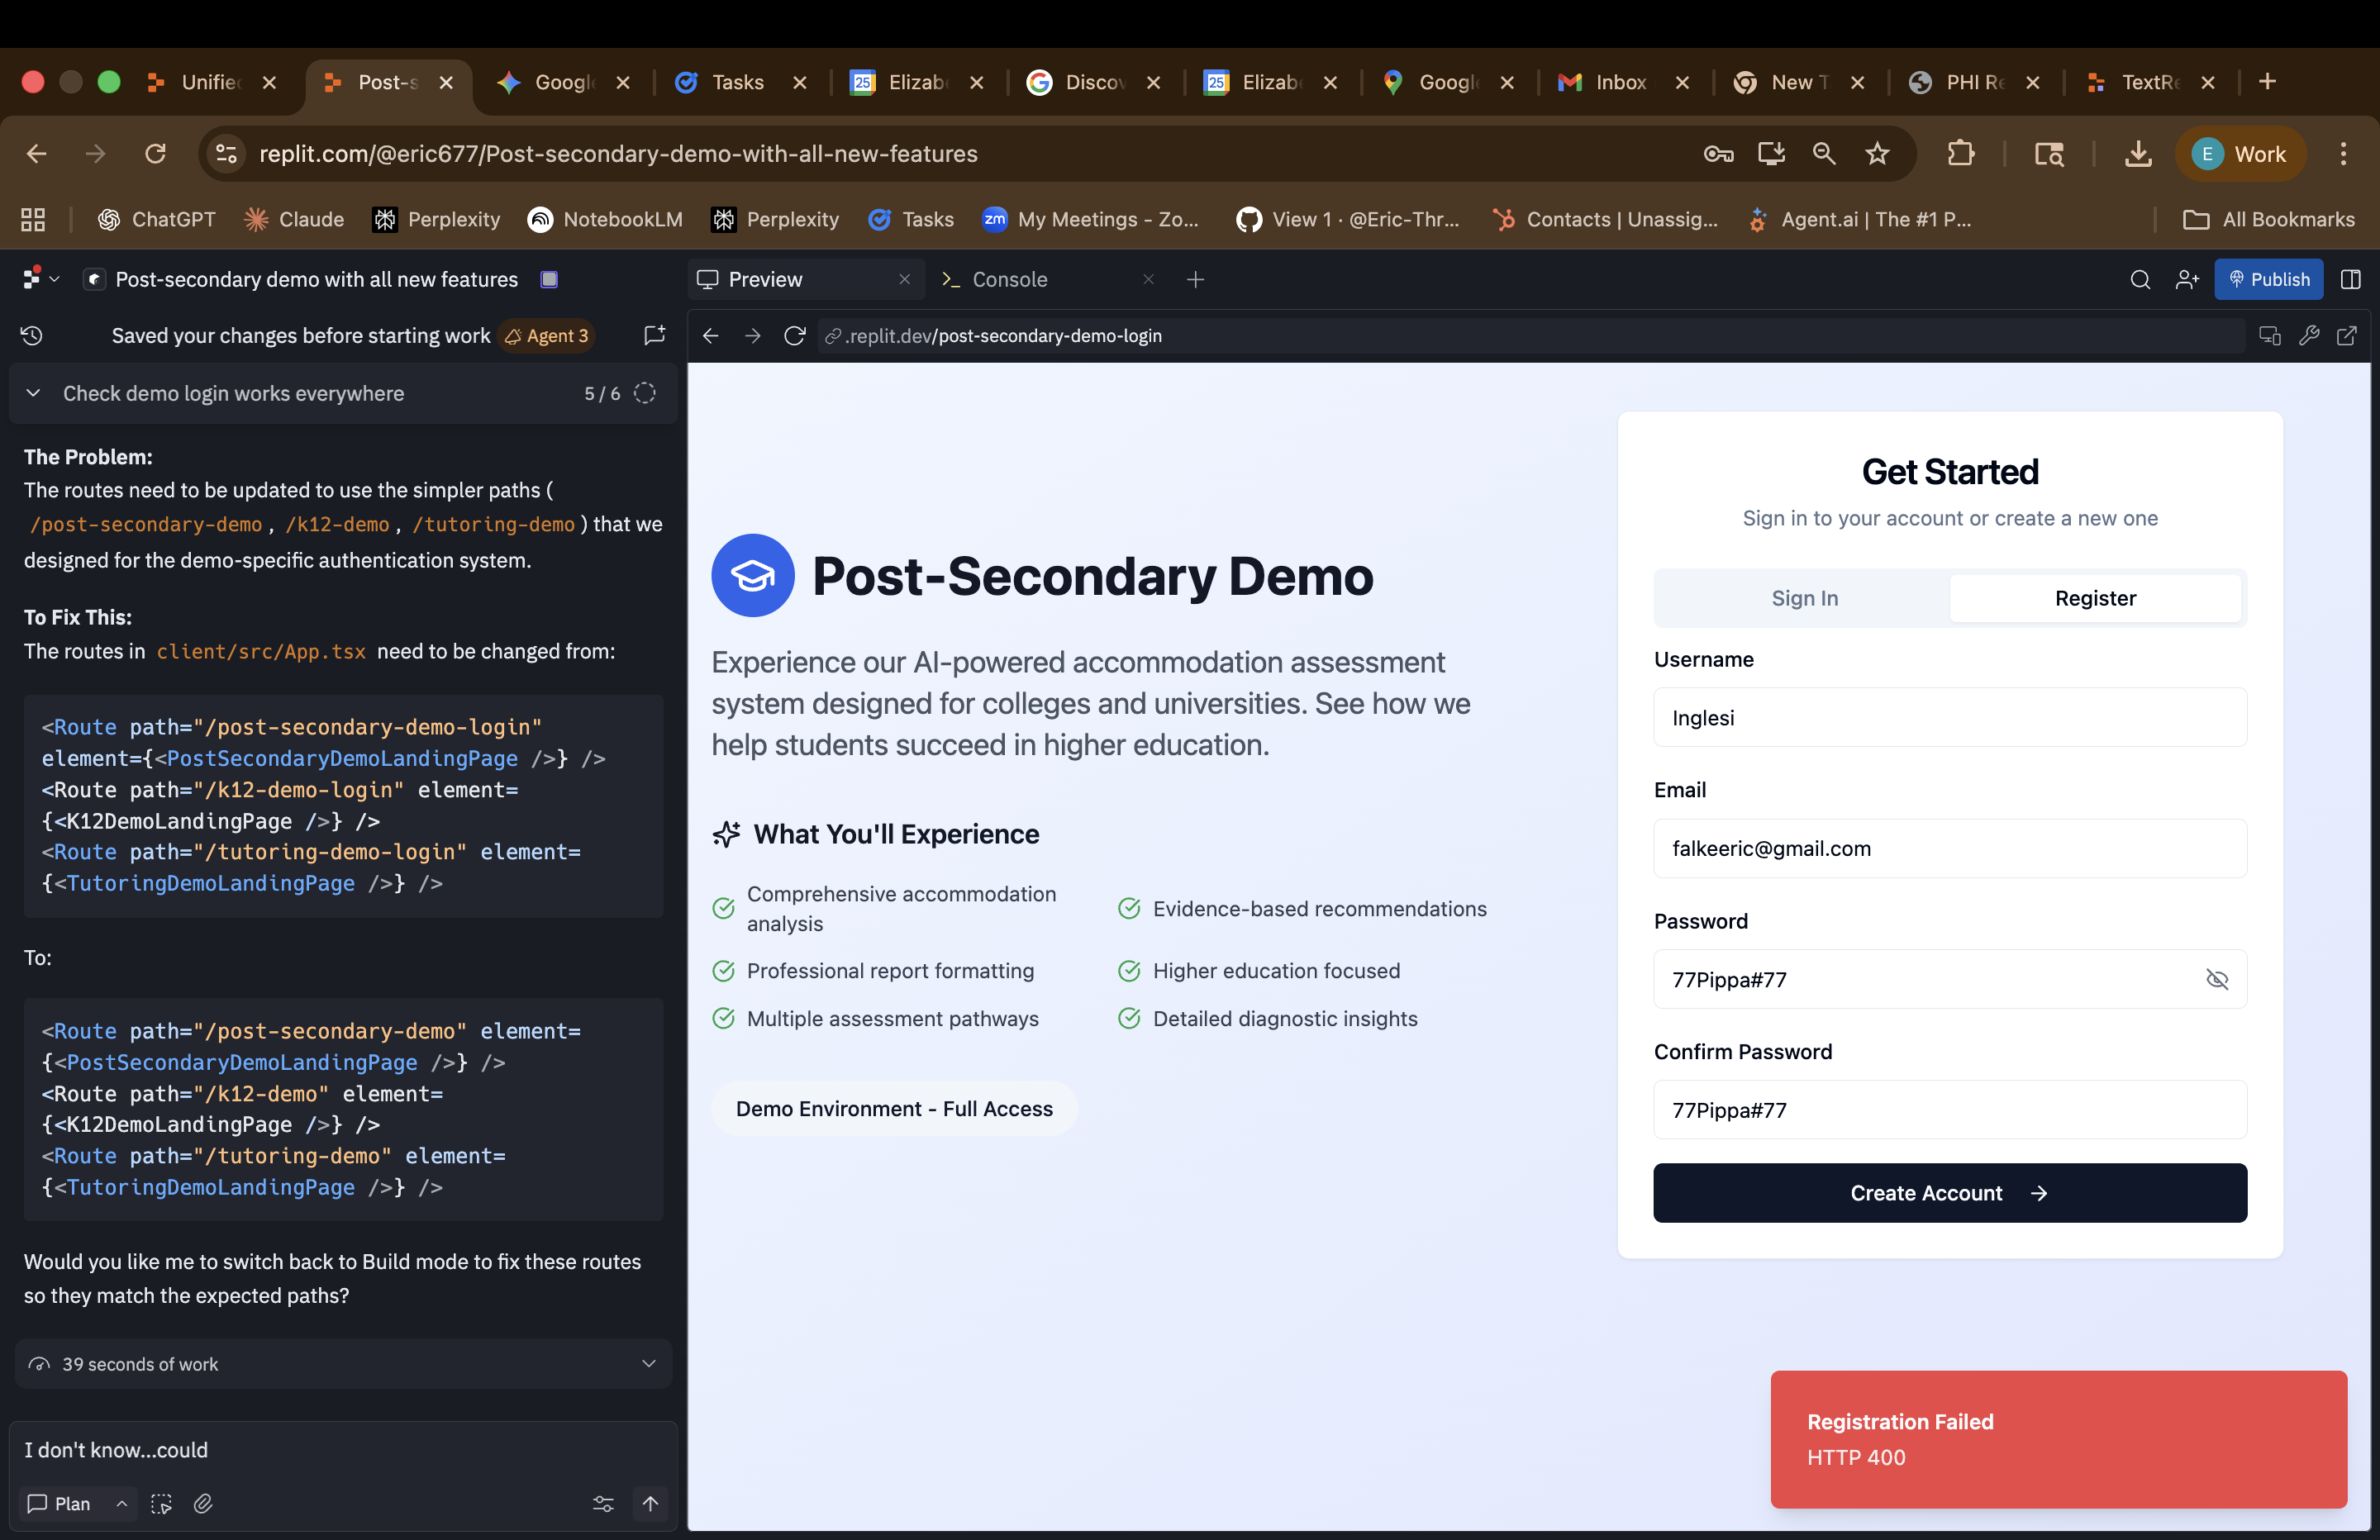 Unified
Post-s
Google
Tasks
25
Elizab
Discov
25
Elizab
Google
Inbox
New T
PHI Re
TextRe
replit.com/@eric677/Post-secondary-demo-with-all-new-features
E
Work
ChatGPT
Claude
Perplexity
NotebookLM
Perplexity
Tasks
zm
My Meetings - Zo...
View 1 · @Eric-Thr...
Contacts | Unassig...
Agent.ai | The #1 P...
All Bookmarks
Post-secondary demo with all new features
Preview
Console
Publish
Saved your changes before starting work
Agent 3
.replit.dev/post-secondary-demo-login
Check demo login works everywhere
5 / 6
The Problem:
The routes need to be updated to use the simpler paths (
/post-secondary-demo , /k12-demo , /tutoring-demo ) that we
designed for the demo-specific authentication system.
To Fix This:
The routes in client/src/App.tsx need to be changed from:
<Route path="/post-secondary-demo-login"
element={<PostSecondaryDemoLandingPage />} />
<Route path="/k12-demo-login" element=
{<K12DemoLandingPage />} />
<Route path="/tutoring-demo-login" element=
{<TutoringDemoLandingPage />} />
To:
<Route path="/post-secondary-demo" element=
{<PostSecondaryDemoLandingPage />} />
<Route path="/k12-demo" element=
{<K12DemoLandingPage />} />
<Route path="/tutoring-demo" element=
{<TutoringDemoLandingPage />} />
Would you like me to switch back to Build mode to fix these routes
so they match the expected paths?
39 seconds of work
I don't know...could
Plan
Post-Secondary Demo
Experience our AI-powered accommodation assessment
system designed for colleges and universities. See how we
help students succeed in higher education.
What You'll Experience
Comprehensive accommodation
analysis
Evidence-based recommendations
Professional report formatting
Higher education focused
Multiple assessment pathways
Detailed diagnostic insights
Demo Environment - Full Access
Get Started
Sign in to your account or create a new one
Sign In
Register
Username
Inglesi
Email
falkeeric@gmail.com
Password
77Pippa#77
Confirm Password
77Pippa#77
Create Account
Registration Failed
HTTP 400